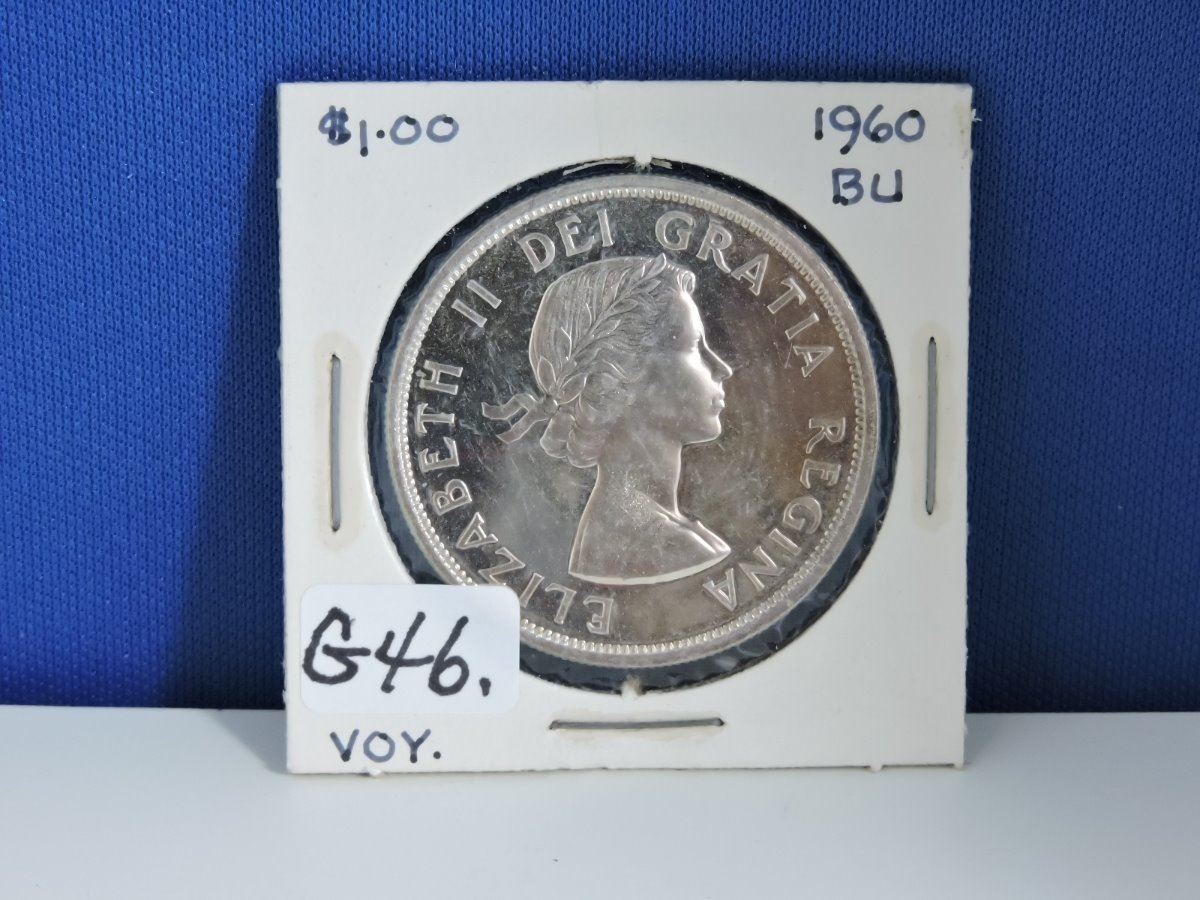 $1.00
1960
BU
ELIZABETH II DEI GRATIA REGINA
G46.
VOY.